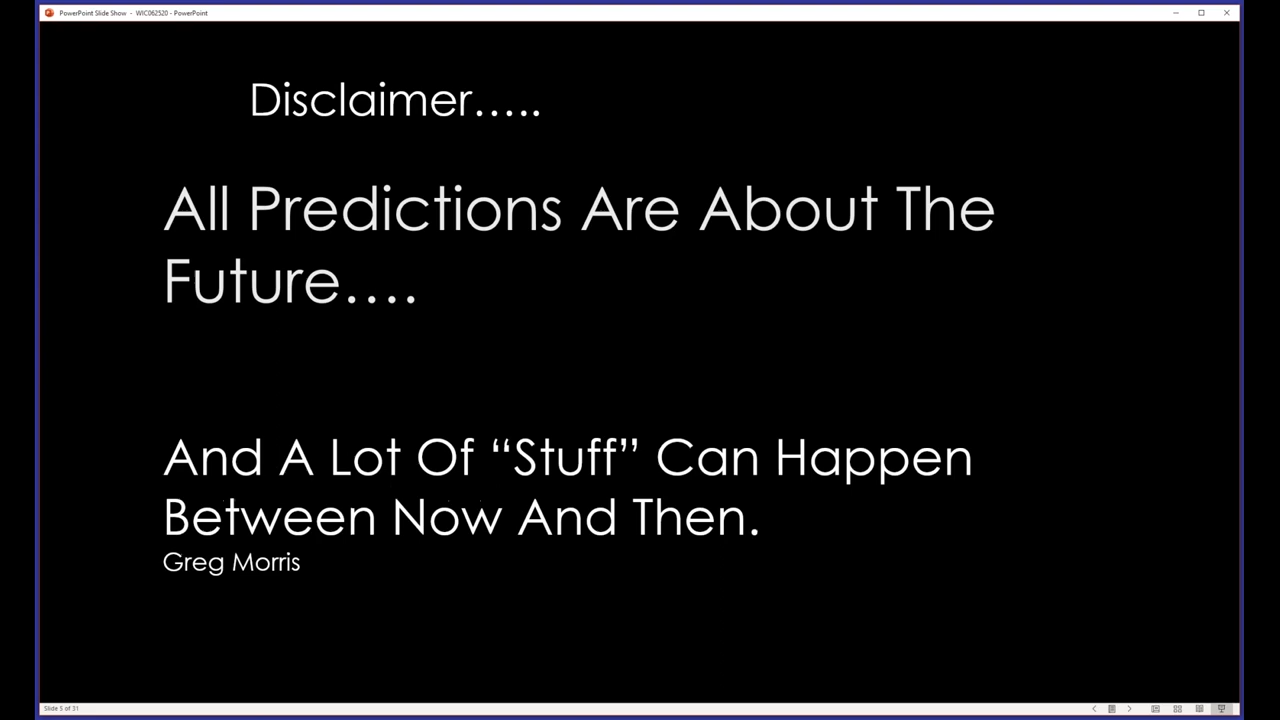 PowerPoint Slide Show - WIC062520 - PowerPoint
Disclaimer.....
All Predictions Are About The
Future....
And A Lot Of “Stuff” Can Happen
Between Now And Then.
Greg Morris
Slide 5 of 31